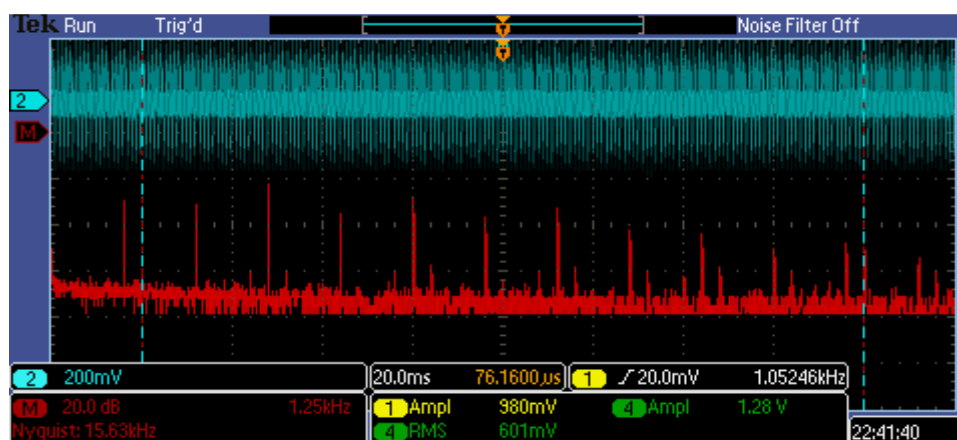 Tek Run Trig'd Noise Filter Off
T
T
2
M
2 200mV 20.0ms 76.1600µs 1 20.0mV 1.05246kHz
M 20.0 dB 1.25kHz 1 Ampl 980mV 4 Ampl 1.28 V
Nyquist: 15.63kHz 4 RMS 601mV 22:41:40